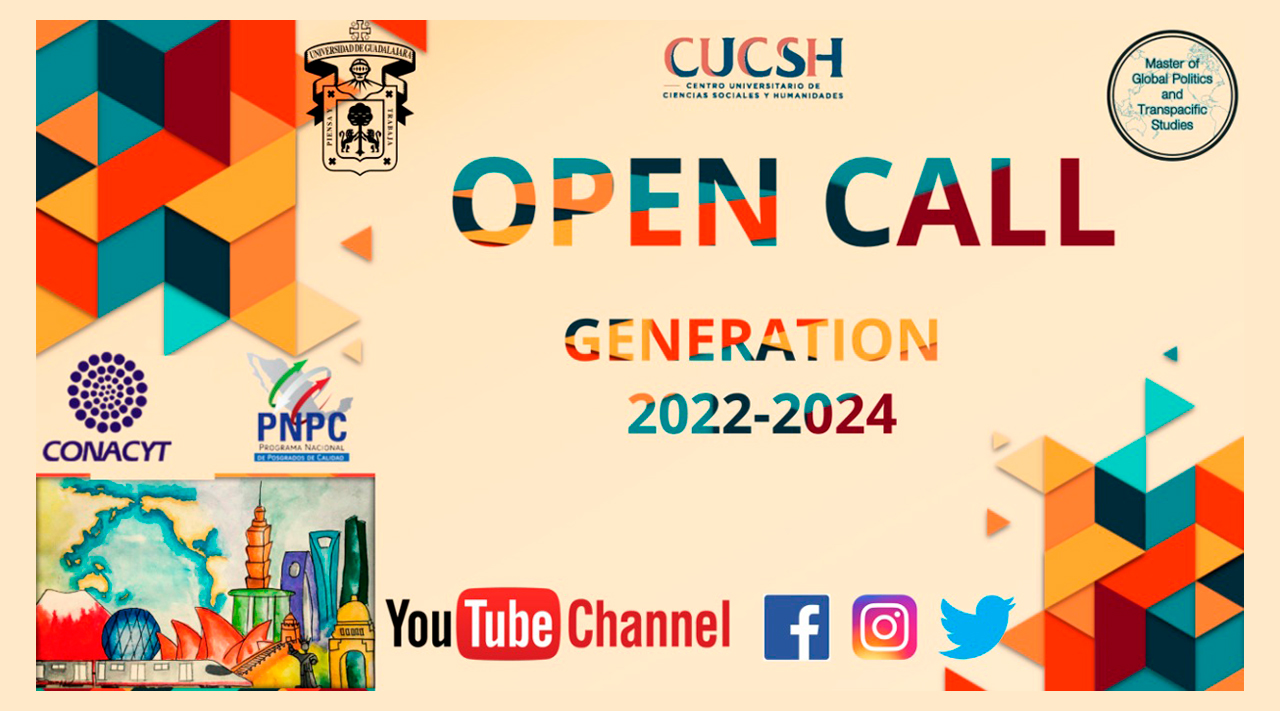 UNIVERSIDAD DE GUADALAJARA
PIENSA Y
TRABAJA
CUCSH
CENTRO UNIVERSITARIO DE
CIENCIAS SOCIALES Y HUMANIDADES
Master of
Global Politics
and
Transpacific
Studies
OPEN CALL
GENERATION
2022-2024
CONACYT
PNPC
PROGRAMA NACIONAL
DE POSGRADOS DE CALIDAD
YouTube Channel